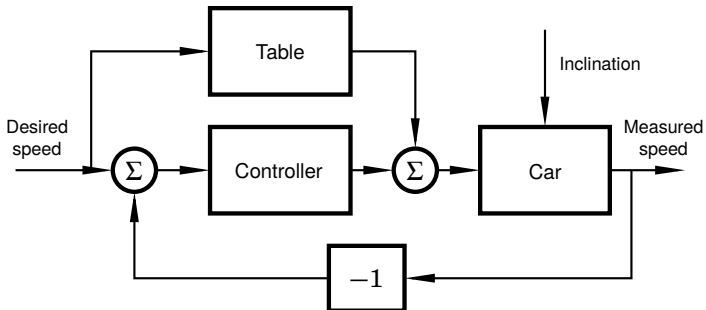 Table
Inclination
Desired
speed
Σ
Controller
Σ
Car
Measured
speed
−1